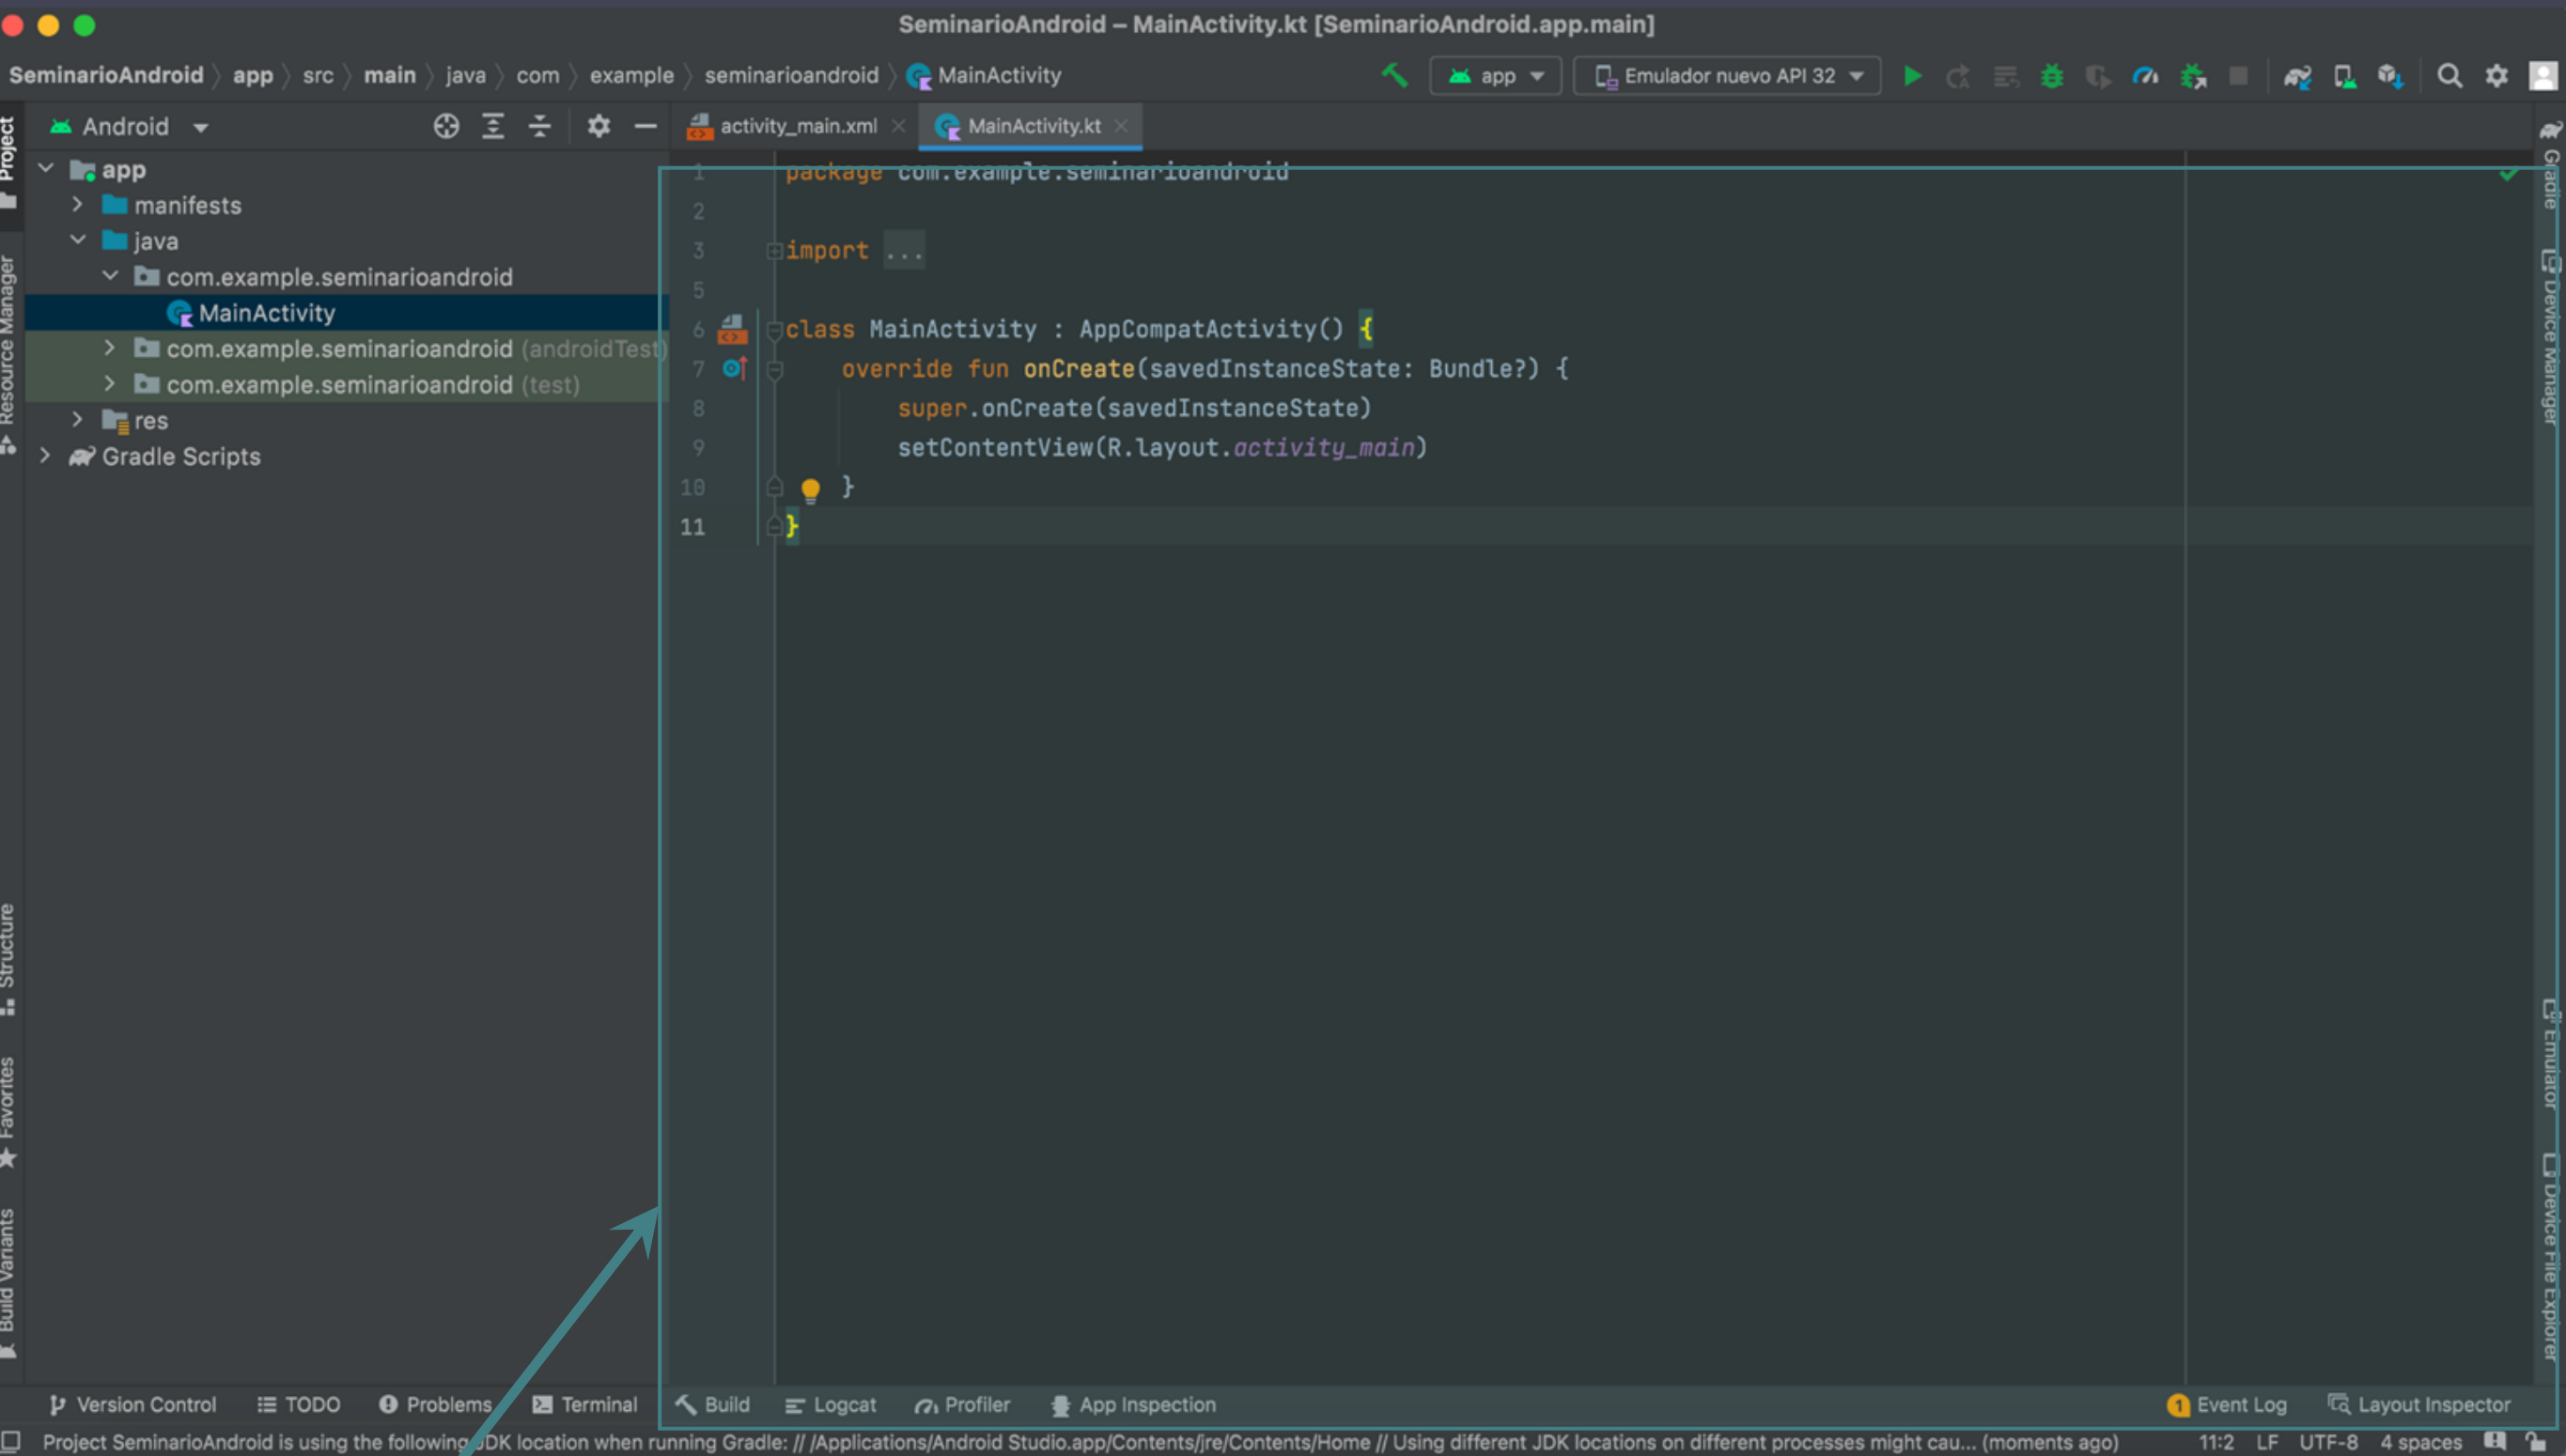 SeminarioAndroid – MainActivity.kt [SeminarioAndroid.app.main]
SeminarioAndroid app src main java com example seminarioandroid MainActivity app Emulador nuevo API 32
Android
activity_main.xml MainActivity.kt
Project
Resource Manager
Structure
Favorites
Build Variants
app
manifests
java
com.example.seminarioandroid
MainActivity
com.example.seminarioandroid (androidTest)
com.example.seminarioandroid (test)
res
Gradle Scripts
1 package com.example.seminarioandroid
2
3 import ...
5
6 class MainActivity : AppCompatActivity() {
7 override fun onCreate(savedInstanceState: Bundle?) {
8 super.onCreate(savedInstanceState)
9 setContentView(R.layout.activity_main)
10 }
11 }
Gradle
Device Manager
Emulator
Device File Explorer
Version Control TODO Problems Terminal Build Logcat Profiler App Inspection 1 Event Log Layout Inspector
Project SeminarioAndroid is using the following JDK location when running Gradle: // /Applications/Android Studio.app/Contents/jre/Contents/Home // Using different JDK locations on different processes might cau... (moments ago) 11:2 LF UTF-8 4 spaces